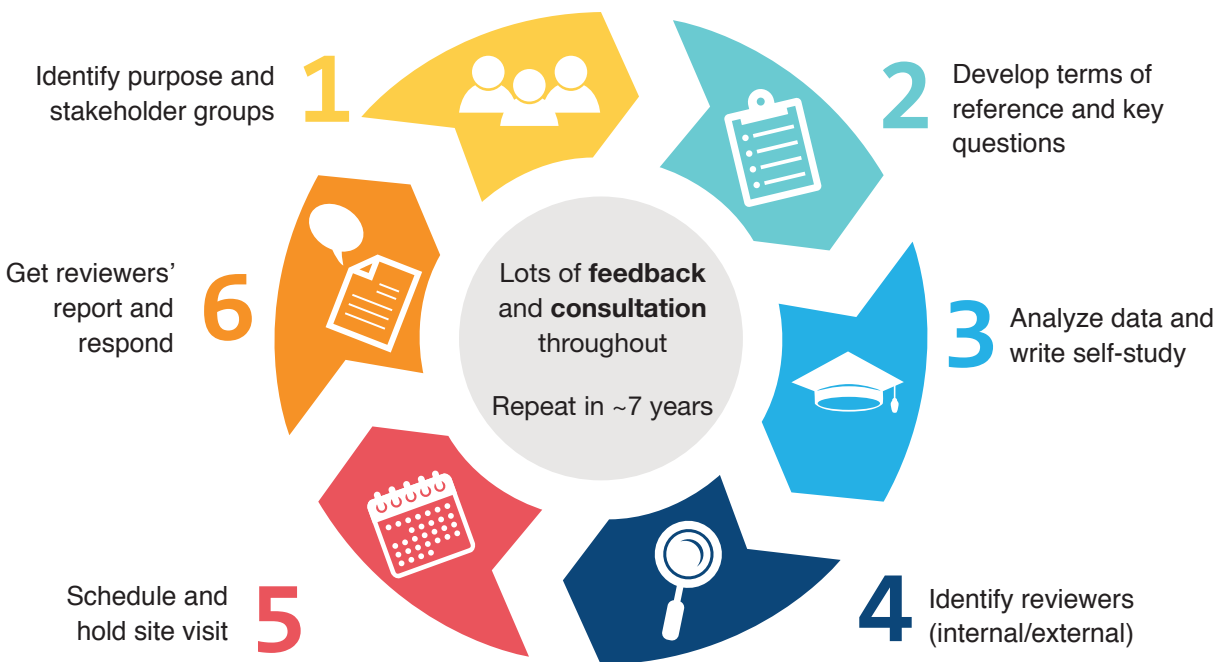 1
Identify purpose and
stakeholder groups
2
Develop terms of
reference and key
questions
3
Analyze data and
write self-study
4
Identify reviewers
(internal/external)
5
Schedule and
hold site visit
6
Get reviewers’
report and
respond
Lots of feedback
and consultation
throughout
Repeat in ~7 years